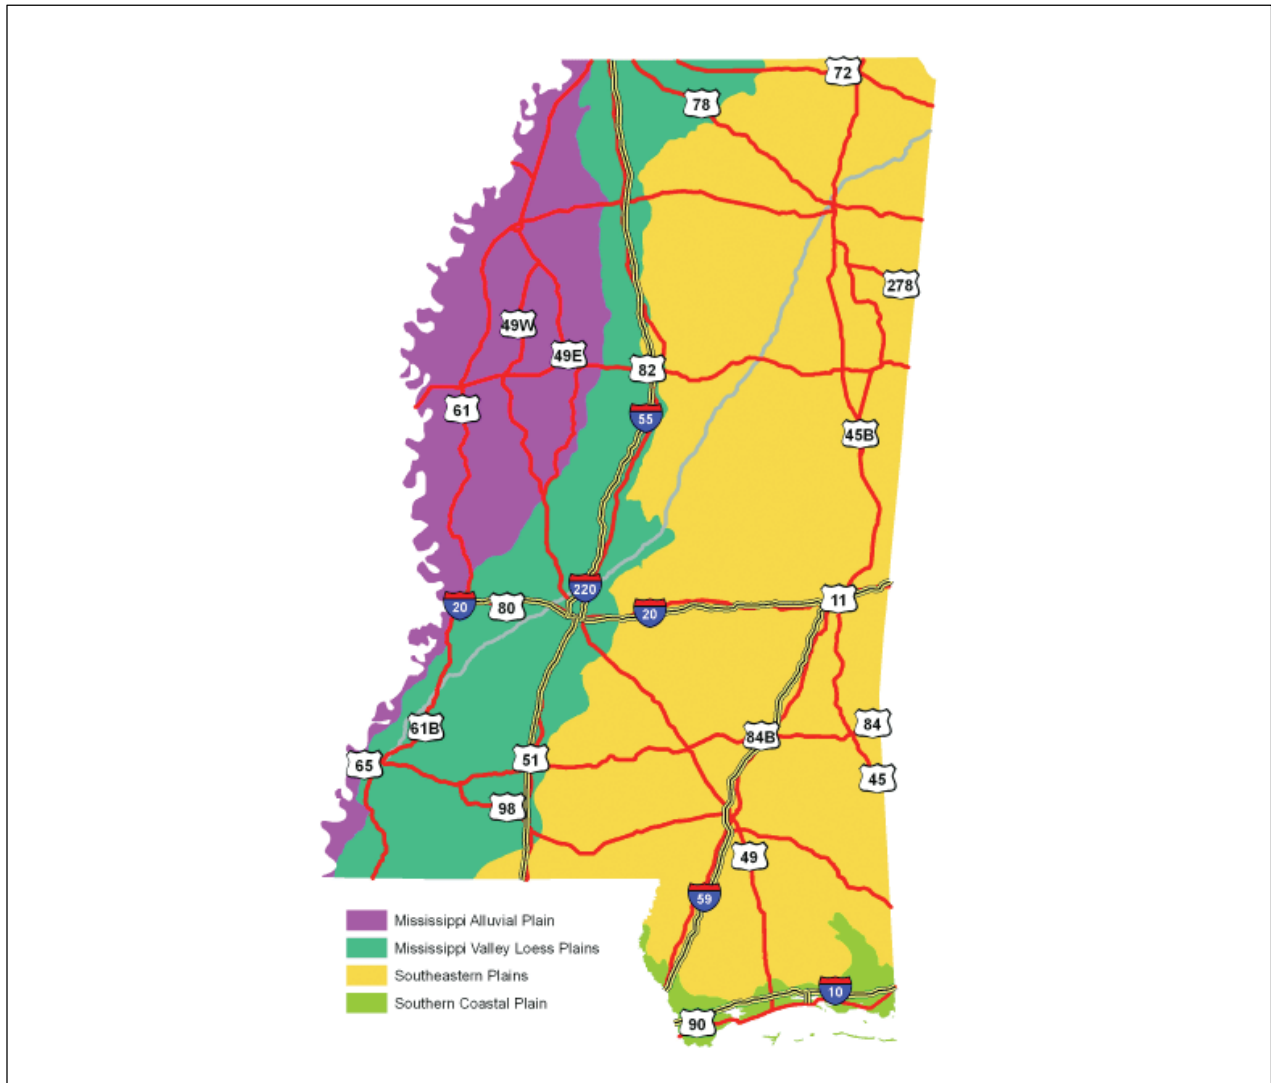 72
78
278
49W
49E
82
61
55
45B
220
20
80
20
11
61B
84B
84
65
51
45
98
49
59
Mississippi Alluvial Plain
Mississippi Valley Loess Plains
Southeastern Plains
10
Southern Coastal Plain
90